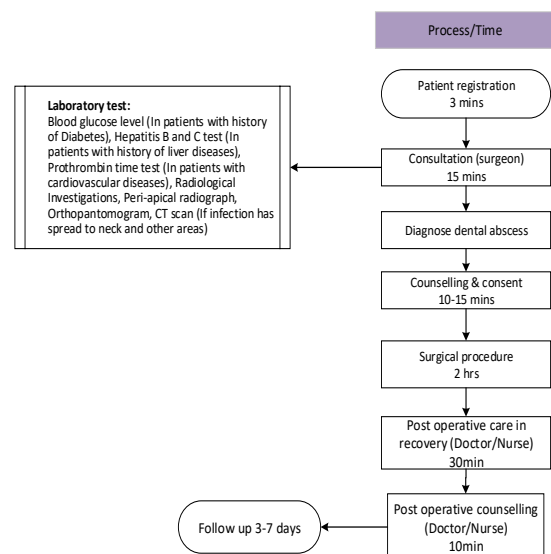 Process/Time
Patient registration
3 mins
Laboratory test:
Blood glucose level (In patients with history
of Diabetes), Hepatitis B and C test (In
patients with history of liver diseases),
Prothrombin time test (In patients with
cardiovascular diseases), Radiological
Investigations, Peri-apical radiograph,
Orthopantomogram, CT scan (If infection has
spread to neck and other areas)
Consultation (surgeon)
15 mins
Diagnose dental abscess
Counselling & consent
10-15 mins
Surgical procedure
2 hrs
Post operative care in
recovery (Doctor/Nurse)
30min
Post operative counselling
(Doctor/Nurse)
10min
Follow up 3-7 days